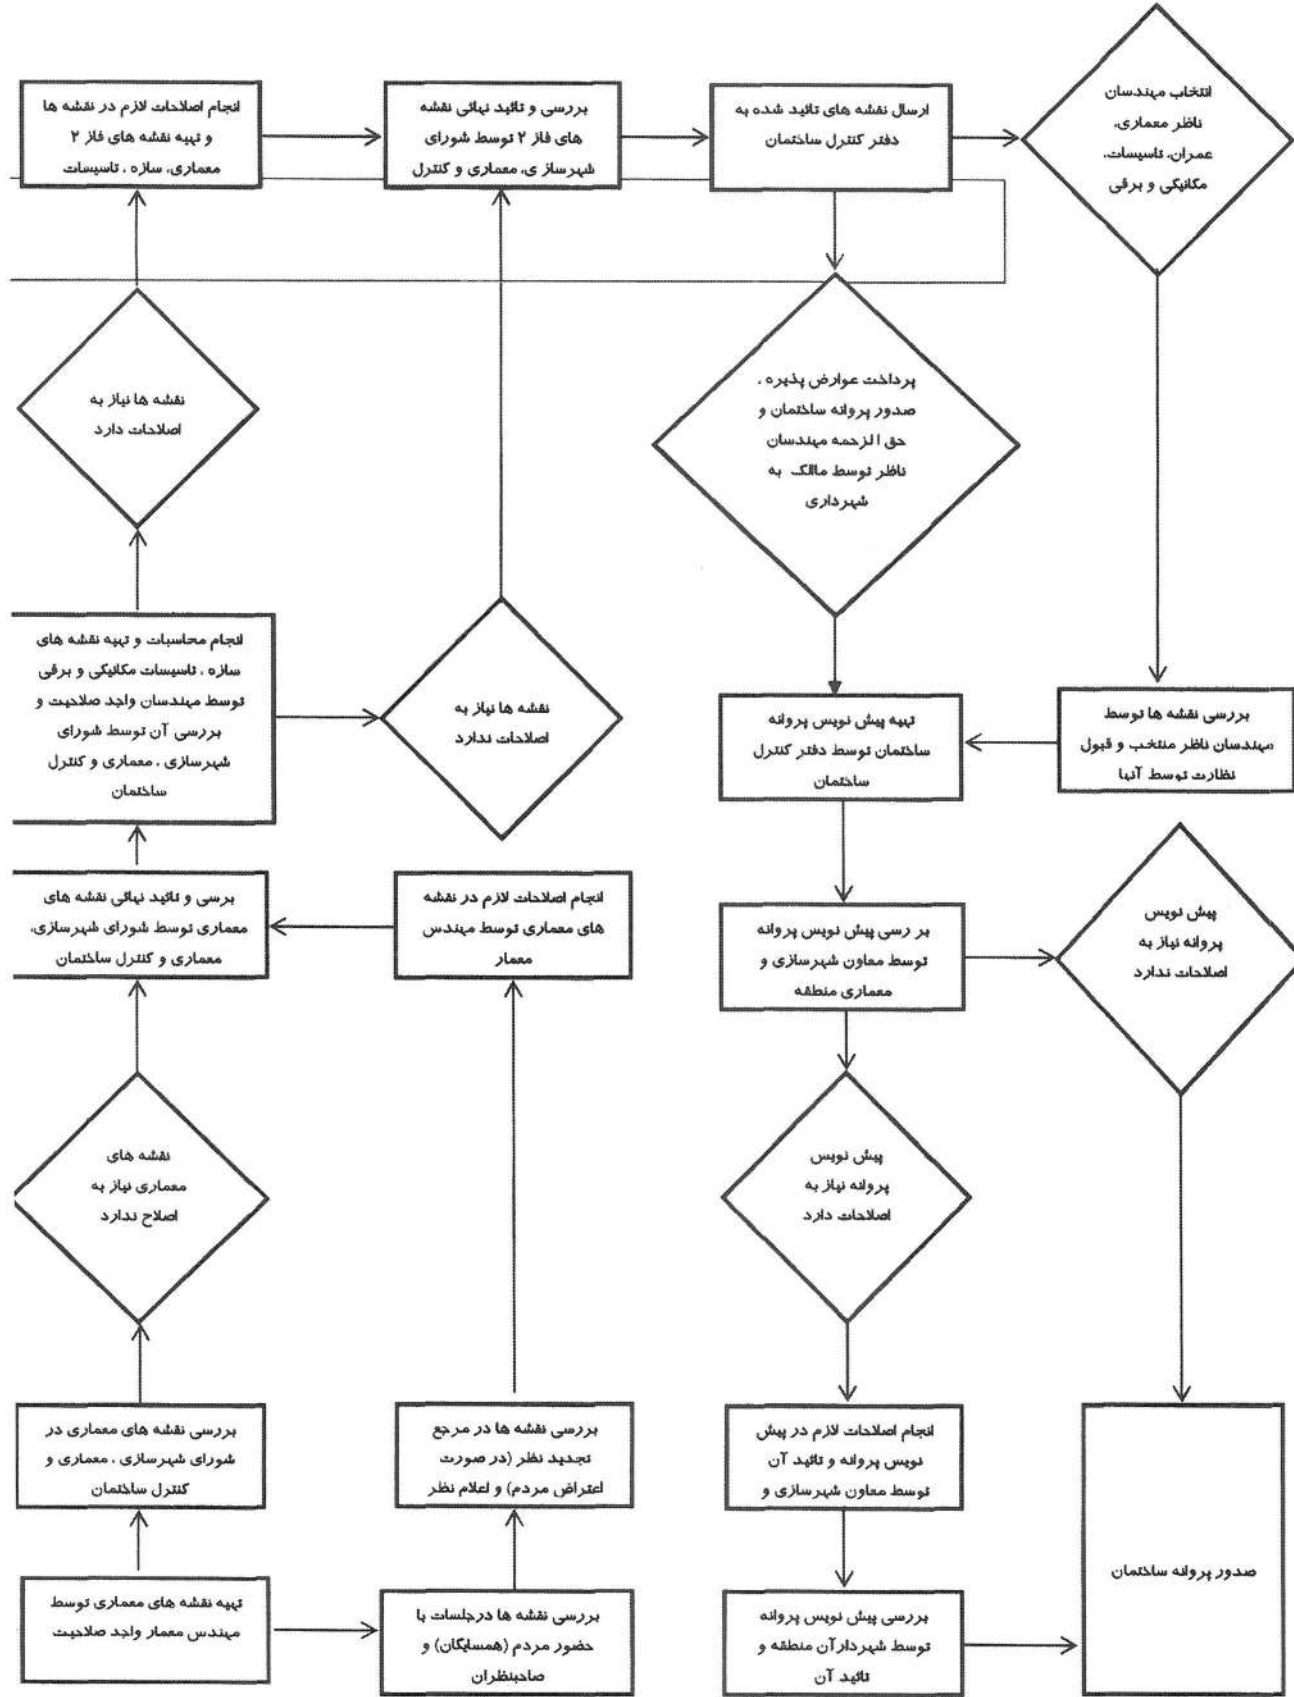 انجام اصلاحات لازم در نقشه ها
و تهیه نقشه های فاز ۲
معماری، سازه ، تاسیسات
بررسی و تائید نهائی نقشه
های فاز ۲ توسط شورای
شهرسازی، معماری و کنترل
ارسال نقشه های تائید شده به
دفتر کنترل ساختمان
انتخاب مهندسان
ناظر معماری،
عمران، تاسیسات،
مکانیکی و برقی
نقشه ها نیاز به
اصلاحات دارد
پرداخت عوارض پذیره ،
صدور پروانه ساختمان و
حق الزحمه مهندسان
ناظر توسط ماالک به
شهرداری
انجام محاسبات و تهیه نقشه های
سازه ، تاسیسات مکانیکی و برقی
توسط مهندسان واجد صلاحیت و
بررسی آن توسط شورای
شهرسازی ، معماری و کنترل
ساختمان
نقشه ها نیاز به
اصلاحات ندارد
تهیه پیش نویس پروانه
ساختمان توسط دفتر کنترل
ساختمان
بررسی نقشه ها توسط
مهندسان ناظر منتخب و قبول
نظارت توسط آنها
برسی و تائید نهائی نقشه های
معماری توسط شورای شهرسازی،
معماری و کنترل ساختمان
انجام اصلاحات لازم در نقشه
های معماری توسط مهندس
معمار
بر رسی پیش نویس پروانه
توسط معاون شهرسازی و
معماری منطقه
پیش نویس
پروانه نیاز به
اصلاحات ندارد
نقشه های
معماری نیاز به
اصلاح ندارد
پیش نویس
پروانه نیاز به
اصلاحات دارد
بررسی نقشه های معماری در
شورای شهرسازی ، معماری و
کنترل ساختمان
بررسی نقشه ها در مرجع
تجدید نظر (در صورت
اعتراض مردم) و اعلام نظر
انجام اصلاحات لازم در پیش
نویس پروانه و تائید آن
توسط معاون شهرسازی و
صدور پروانه ساختمان
تهیه نقشه های معماری توسط
مهندس معمار واجد صلاحیت
بررسی نقشه ها درجلسات با
حضور مردم (همسایگان) و
صاحبنظران
بررسی پیش نویس پروانه
توسط شهردارآن منطقه و
تائید آن